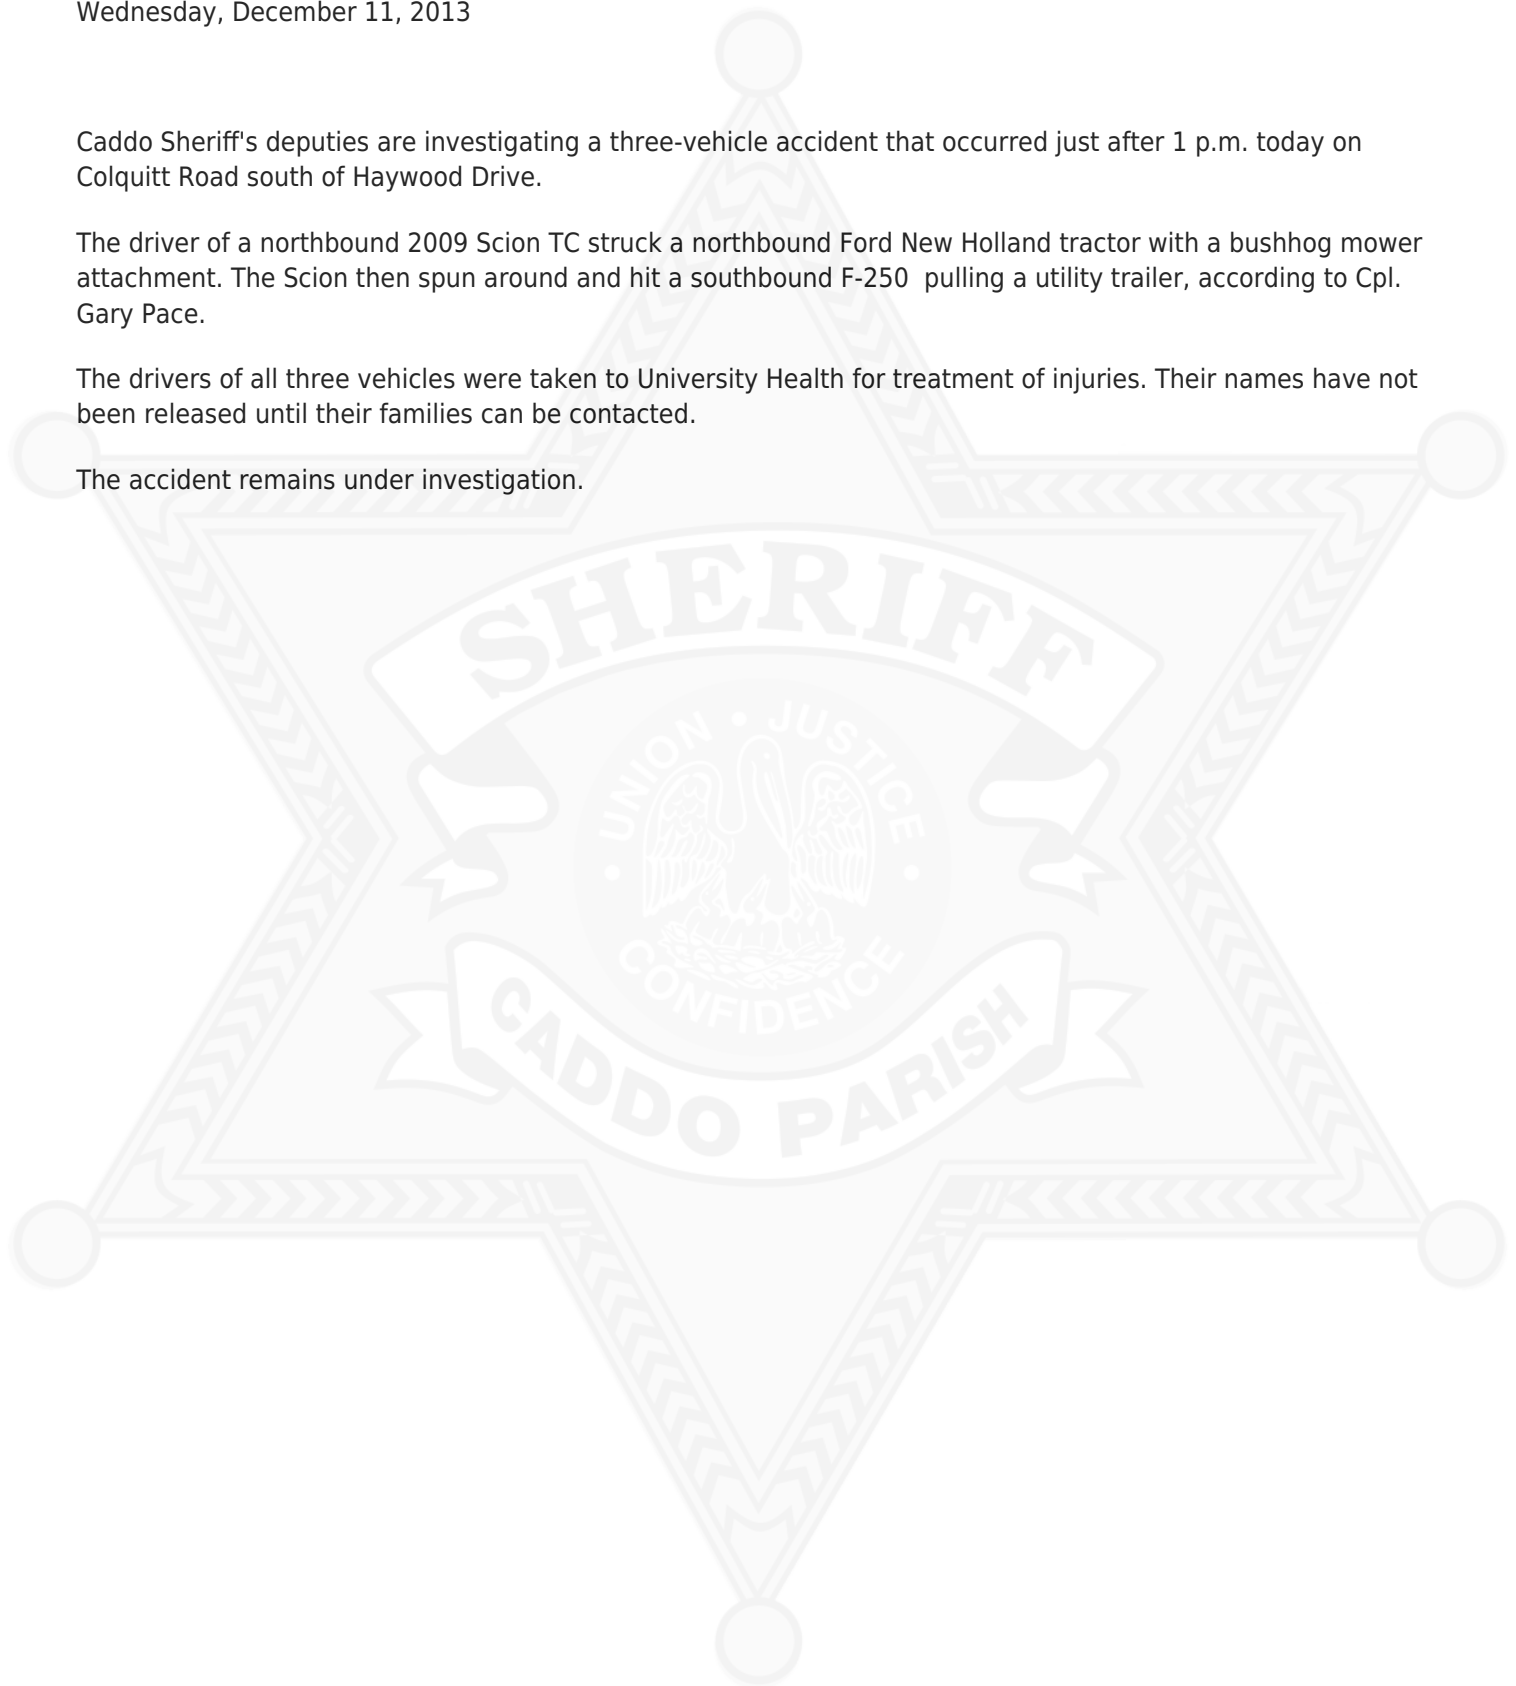 Wednesday, December 11, 2013
Caddo Sheriff's deputies are investigating a three-vehicle accident that occurred just after 1 p.m. today on
Colquitt Road south of Haywood Drive.
The driver of a northbound 2009 Scion TC struck a northbound Ford New Holland tractor with a bushhog mower
attachment. The Scion then spun around and hit a southbound F-250  pulling a utility trailer, according to Cpl.
Gary Pace.
The drivers of all three vehicles were taken to University Health for treatment of injuries. Their names have not
been released until their families can be contacted.
The accident remains under investigation.
SHERIFF
UNION • JUSTICE
• CONFIDENCE •
CADDO PARISH